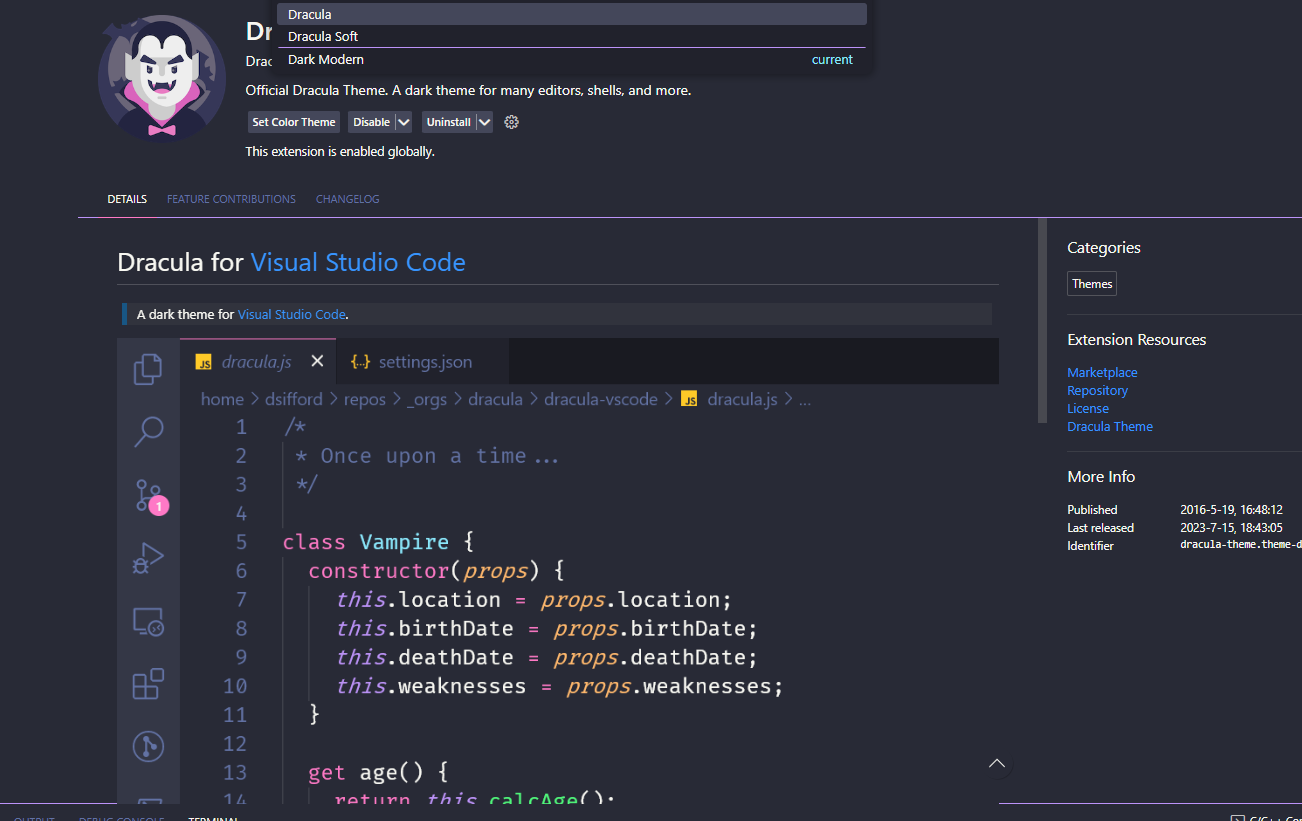 Dracula
Dracula Soft
Dark Modern current
Official Dracula Theme. A dark theme for many editors, shells, and more.
Set Color Theme Disable Uninstall
This extension is enabled globally.
DETAILS FEATURE CONTRIBUTIONS CHANGELOG
Dracula for Visual Studio Code
A dark theme for Visual Studio Code.
JS dracula.js {..} settings.json
home > dsifford > repos > _orgs > dracula > dracula-vscode > JS dracula.js > ...
1 /*
2 * Once upon a time...
3 */
4
5 class Vampire {
6 constructor(props) {
7 this.location = props.location;
8 this.birthDate = props.birthDate;
9 this.deathDate = props.deathDate;
10 this.weaknesses = props.weaknesses;
11 }
12
13 get age() {
14 return this.calcAge();
1
Categories
Themes
Extension Resources
Marketplace
Repository
License
Dracula Theme
More Info
Published 2016-5-19, 16:48:12
Last released 2023-7-15, 18:43:05
Identifier dracula-theme.theme-d
OUTPUT DEBUG CONSOLE TERMINAL